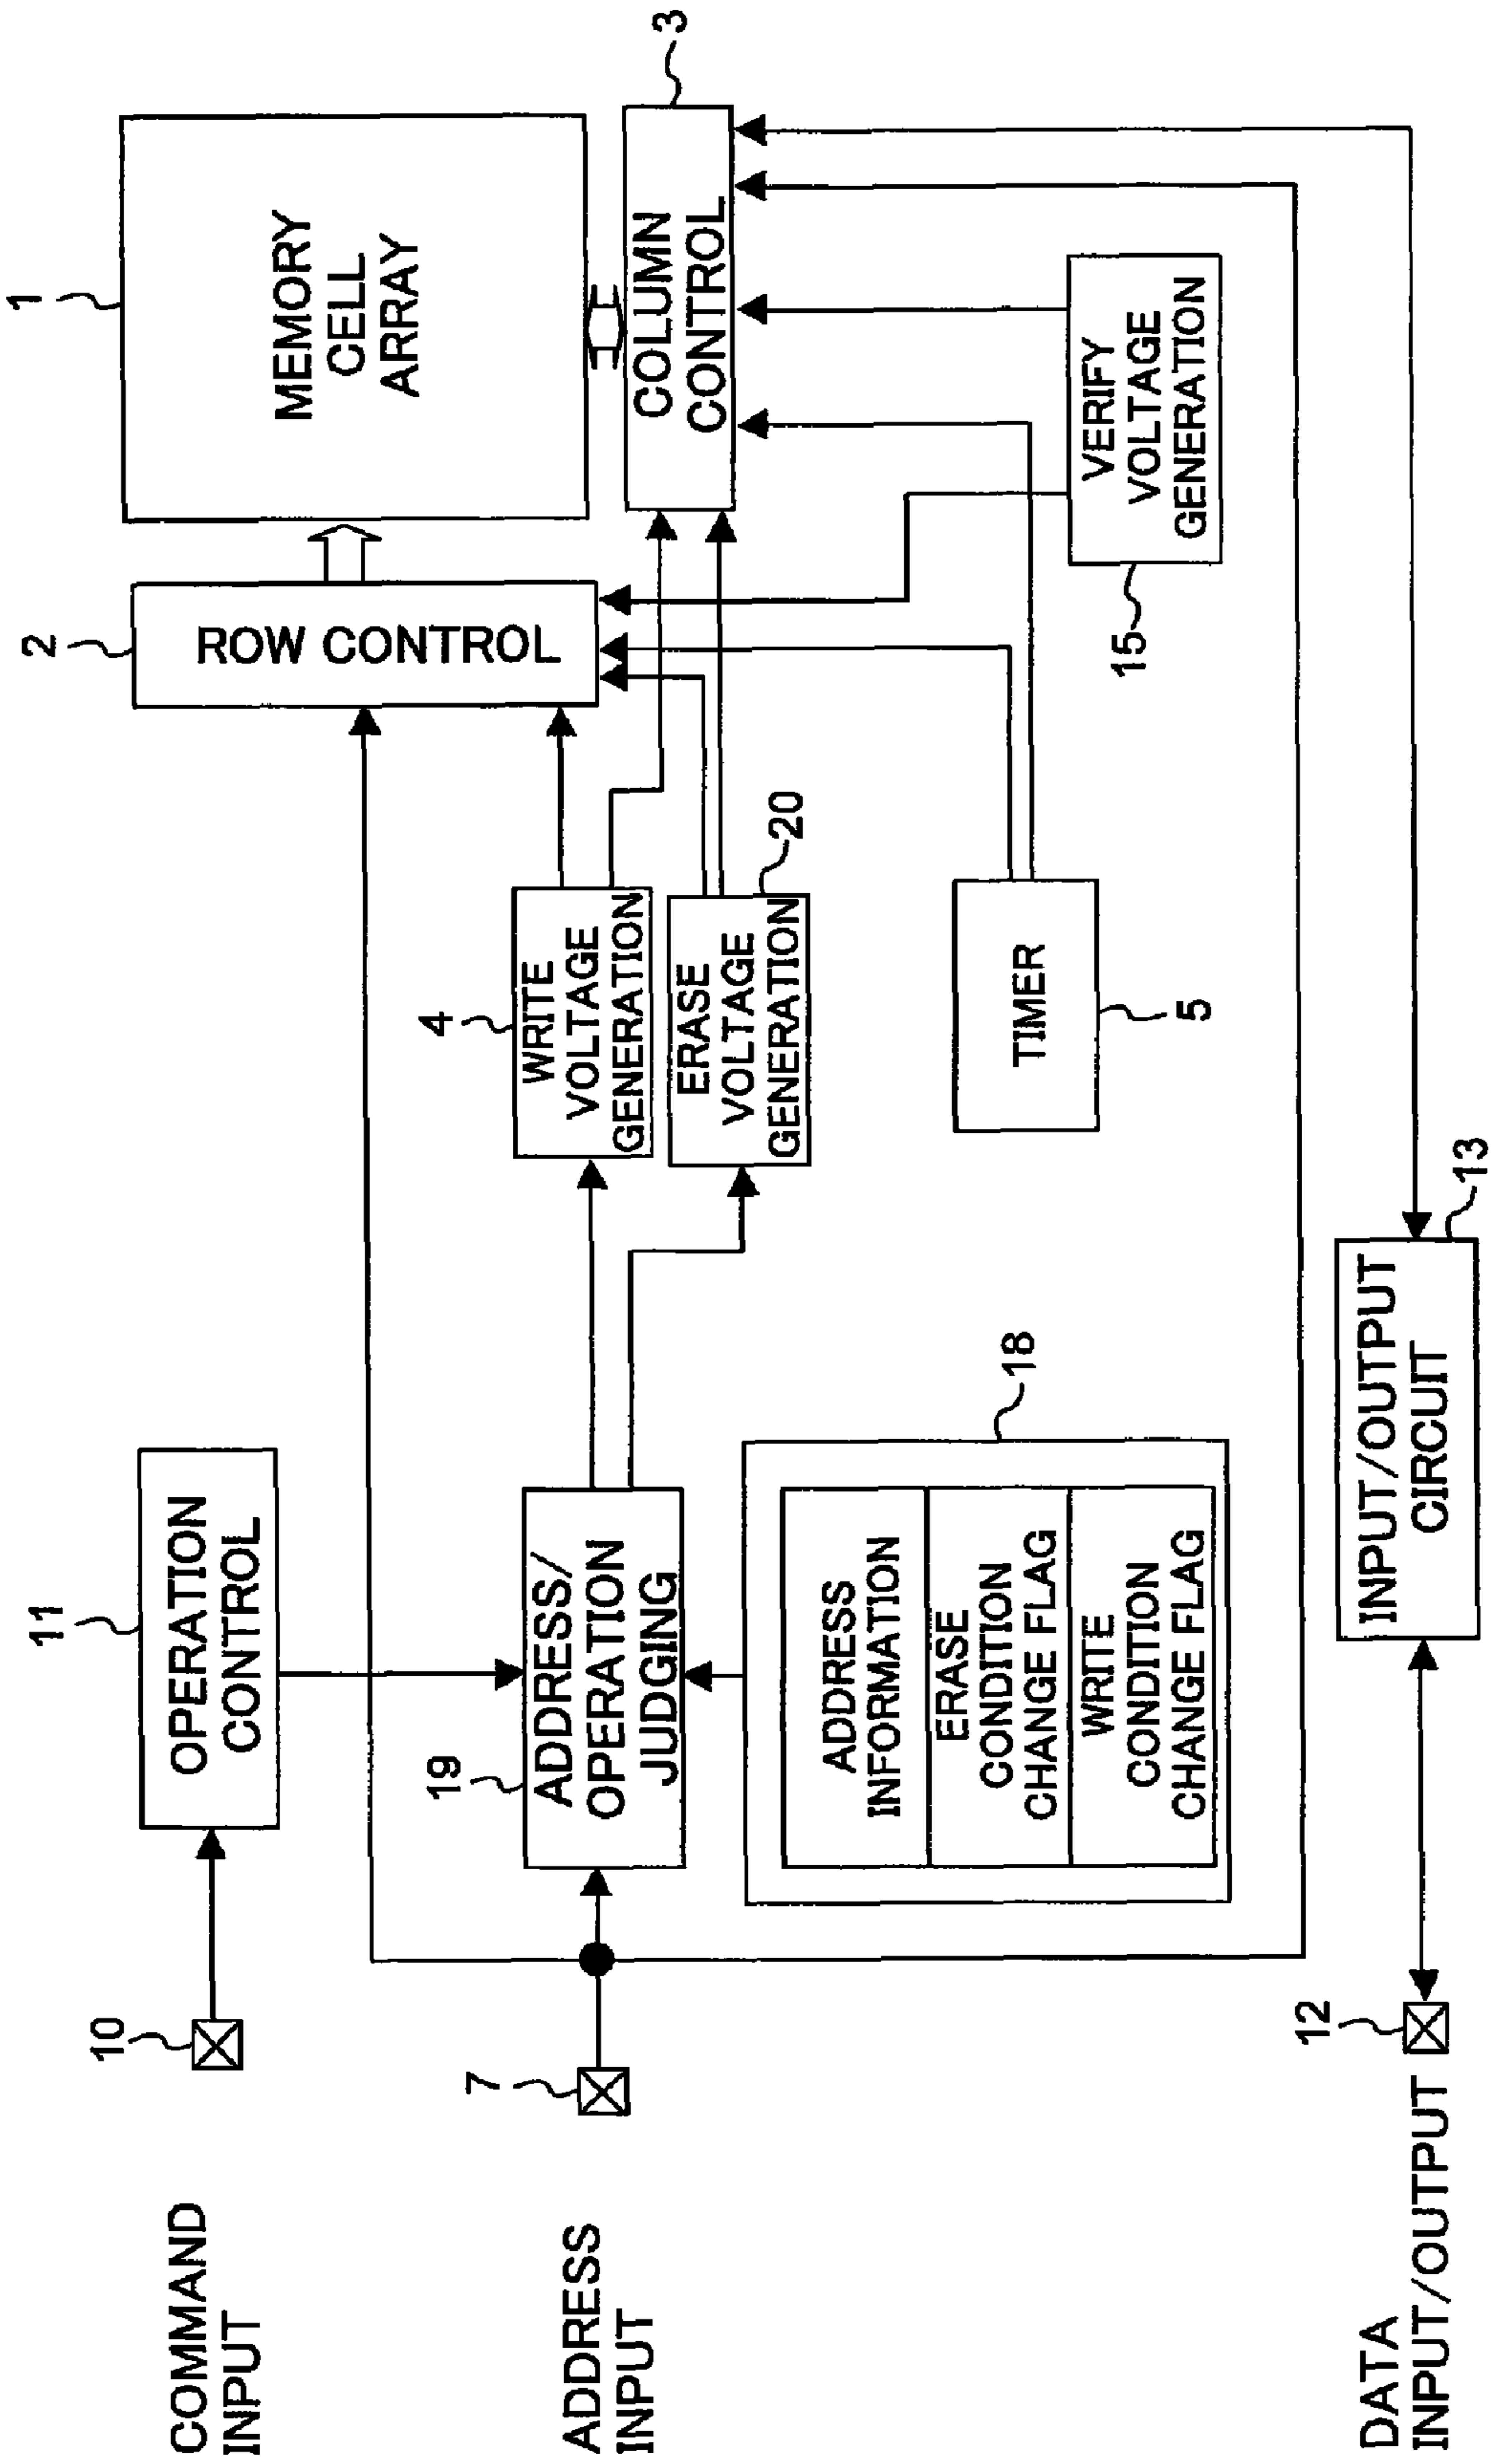 COMMAND
INPUT
10
11
OPERATION
CONTROL
2
ROW CONTROL
1
MEMORY
CELL
ARRAY
3
COLUMN
CONTROL
ADDRESS
INPUT
7
19
ADDRESS/
OPERATION
JUDGING
4
WRITE
VOLTAGE
GENERATION
20
ERASE
VOLTAGE
GENERATION
18
ADDRESS
INFORMATION
ERASE
CONDITION
CHANGE FLAG
WRITE
CONDITION
CHANGE FLAG
TIMER
5
15
VERIFY
VOLTAGE
GENERATION
DATA
INPUT/OUTPUT
12
13
INPUT/OUTPUT
CIRCUIT